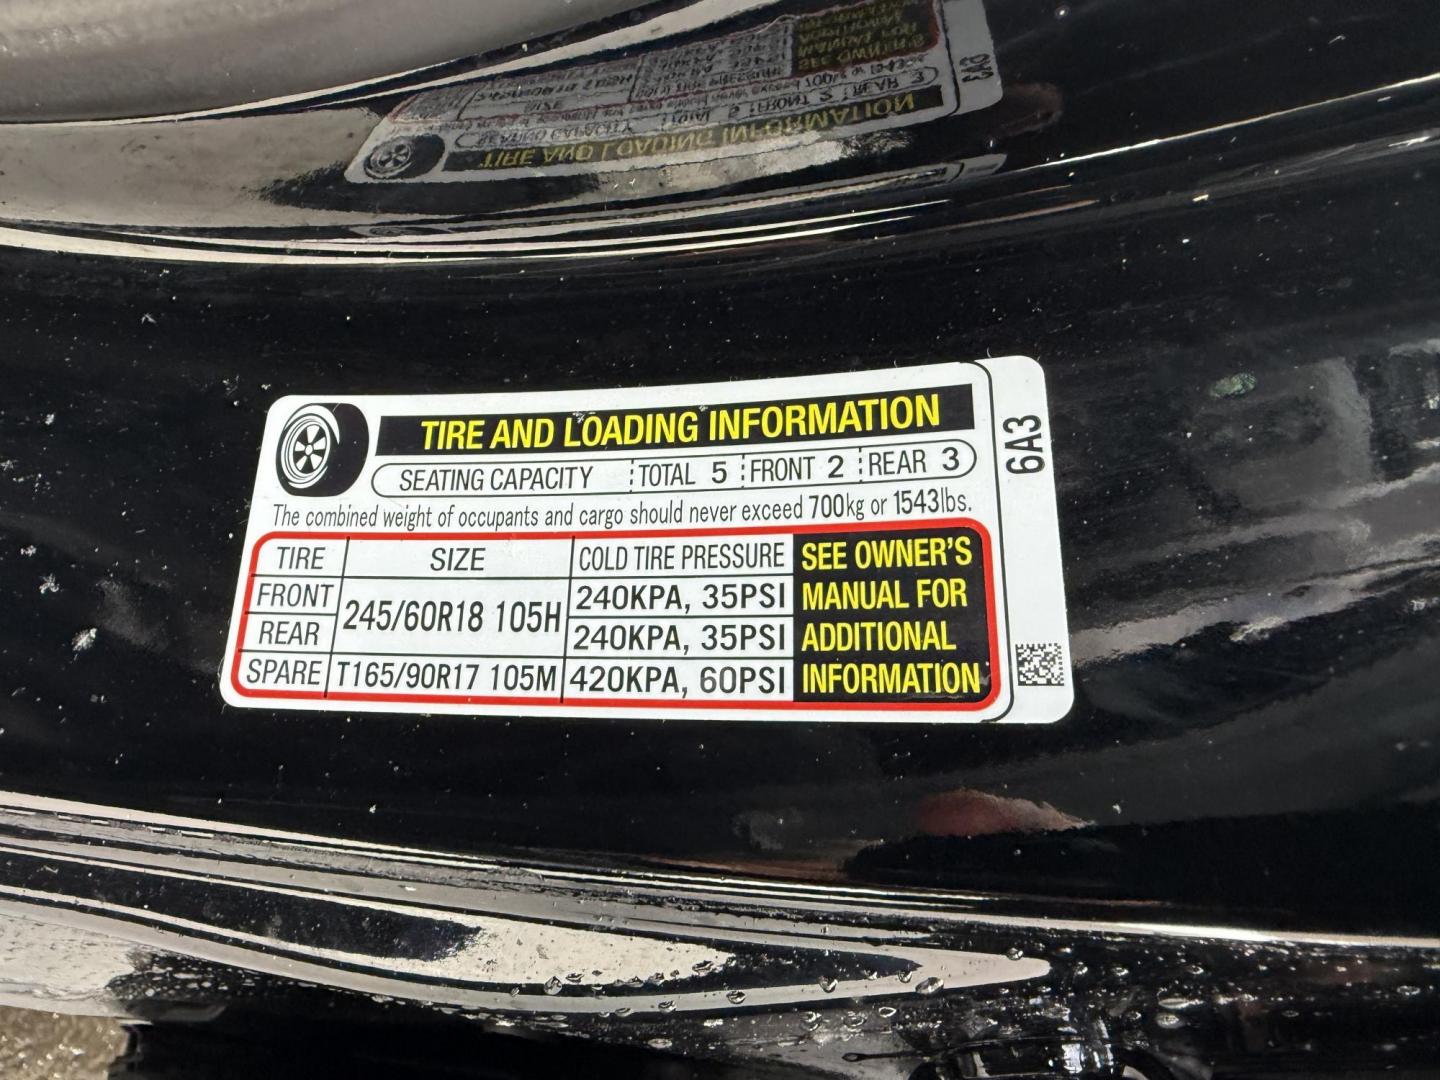 TIRE AND LOADING INFORMATION
SEATING CAPACITY TOTAL 5 FRONT 2 REAR 3
The combined weight of occupants and cargo should never exceed 700kg or 1543lbs.
TIRE SIZE COLD TIRE PRESSURE
FRONT 245/60R18 105H 240KPA, 35PSI
REAR 240KPA, 35PSI
SPARE T165/90R17 105M 420KPA, 60PSI
SEE OWNER'S
MANUAL FOR
ADDITIONAL
INFORMATION
6A3